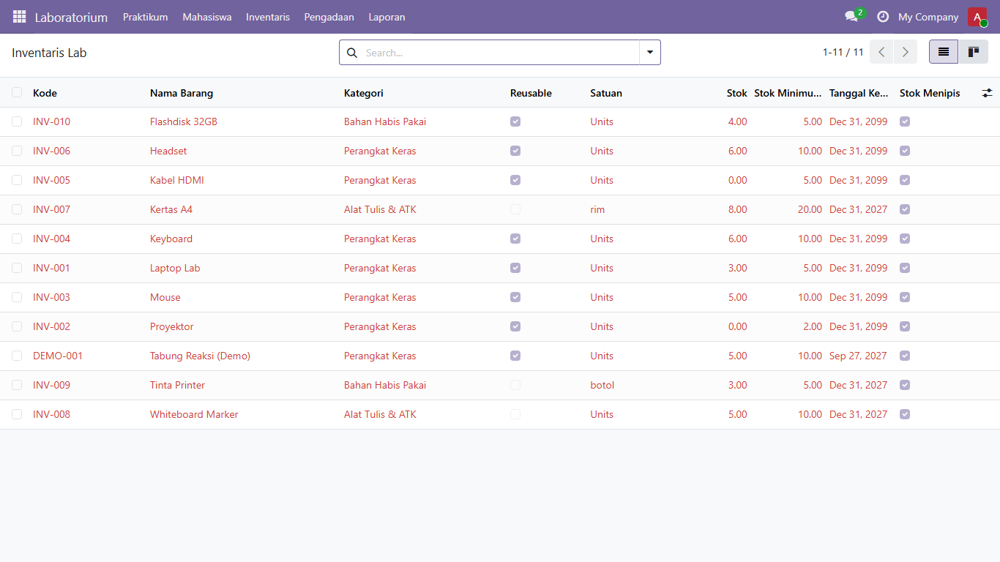 Laboratorium Praktikum Mahasiswa Inventaris Pengadaan Laporan 2 My Company A
Inventaris Lab Search... 1-11 / 11
Kode Nama Barang Kategori Reusable Satuan Stok Stok Minimu... Tanggal Ke... Stok Menipis
INV-010 Flashdisk 32GB Bahan Habis Pakai Units 4.00 5.00 Dec 31, 2099
INV-006 Headset Perangkat Keras Units 6.00 10.00 Dec 31, 2099
INV-005 Kabel HDMI Perangkat Keras Units 0.00 5.00 Dec 31, 2099
INV-007 Kertas A4 Alat Tulis & ATK rim 8.00 20.00 Dec 31, 2027
INV-004 Keyboard Perangkat Keras Units 6.00 10.00 Dec 31, 2099
INV-001 Laptop Lab Perangkat Keras Units 3.00 5.00 Dec 31, 2099
INV-003 Mouse Perangkat Keras Units 5.00 10.00 Dec 31, 2099
INV-002 Proyektor Perangkat Keras Units 0.00 2.00 Dec 31, 2099
DEMO-001 Tabung Reaksi (Demo) Perangkat Keras Units 5.00 10.00 Sep 27, 2027
INV-009 Tinta Printer Bahan Habis Pakai botol 3.00 5.00 Dec 31, 2027
INV-008 Whiteboard Marker Alat Tulis & ATK Units 5.00 10.00 Dec 31, 2027